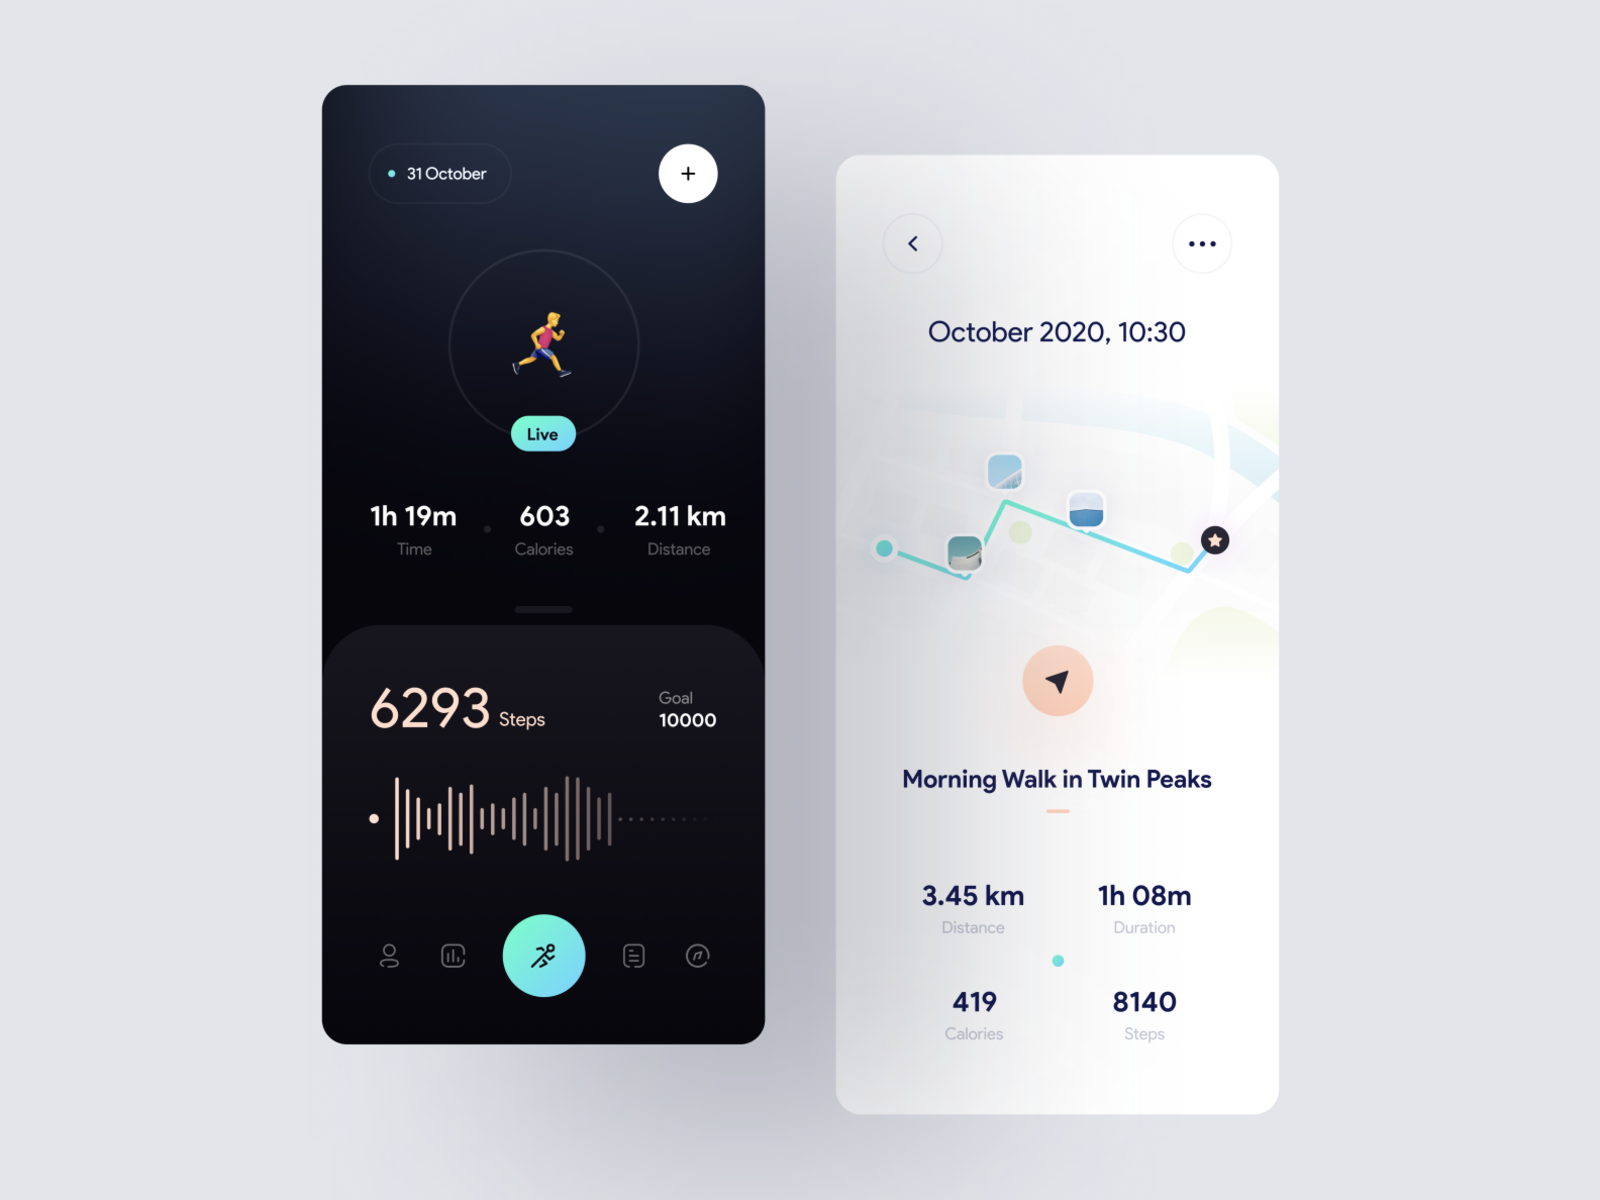 31 October
+
Live
1h 19m 603 2.11 km
Time Calories Distance
6293 Steps
Goal
10000
October 2020, 10:30
Morning Walk in Twin Peaks
3.45 km 1h 08m
Distance Duration
419 8140
Calories Steps